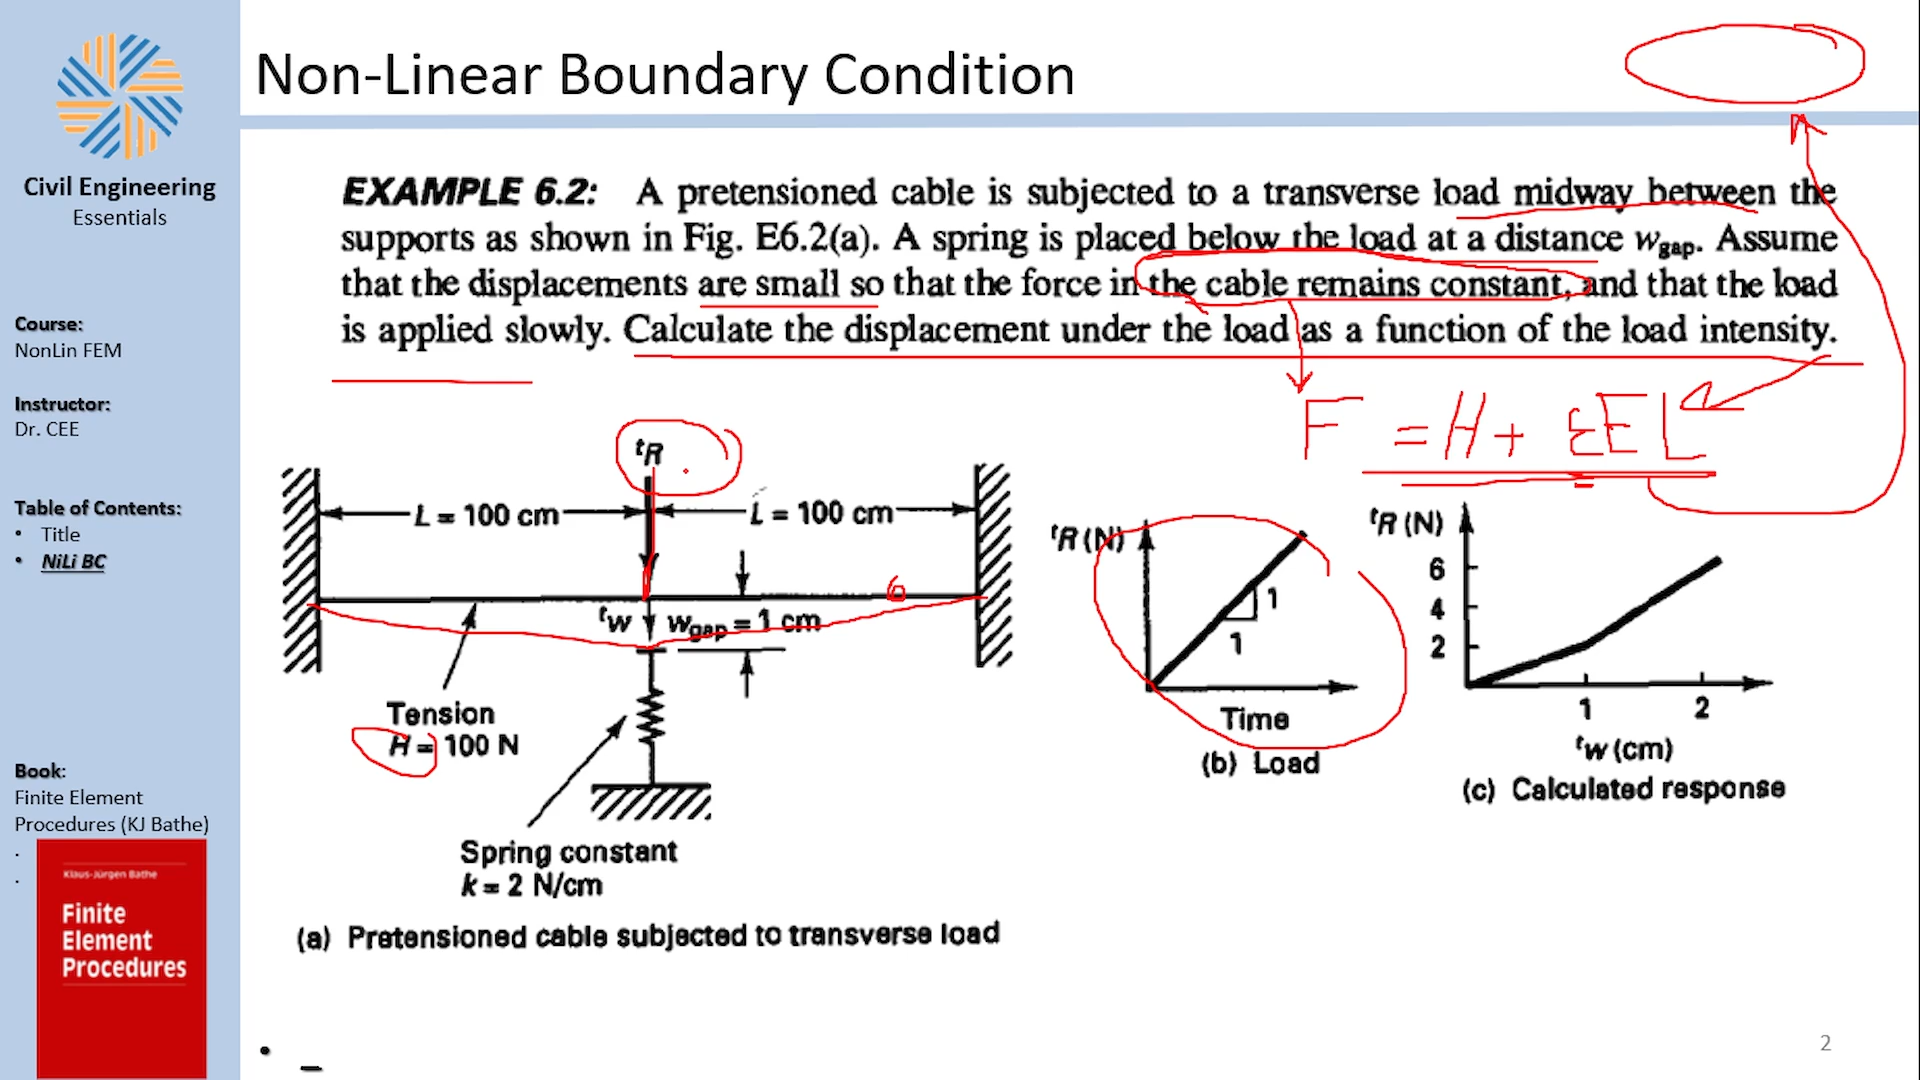 Non-Linear Boundary Condition
Civil Engineering
Essentials
Course:
NonLin FEM
Instructor:
Dr. CEE
Table of Contents:
• Title
• NiLi BC
Book:
Finite Element
Procedures (KJ Bathe)
.
.
Klaus-Jürgen Bathe
Finite
Element
Procedures
EXAMPLE 6.2: A pretensioned cable is subjected to a transverse load midway between the
supports as shown in Fig. E6.2(a). A spring is placed below the load at a distance wgap. Assume
that the displacements are small so that the force in the cable remains constant, and that the load
is applied slowly. Calculate the displacement under the load as a function of the load intensity.
F = H + εEL
tR
L = 100 cm
L = 100 cm
tw
wgap = 1 cm
Tension
H = 100 N
Spring constant
k = 2 N/cm
(a) Pretensioned cable subjected to transverse load
tR (N)
1
1
Time
(b) Load
tR (N)
6
4
2
1 2
tw (cm)
(c) Calculated response
• _
2